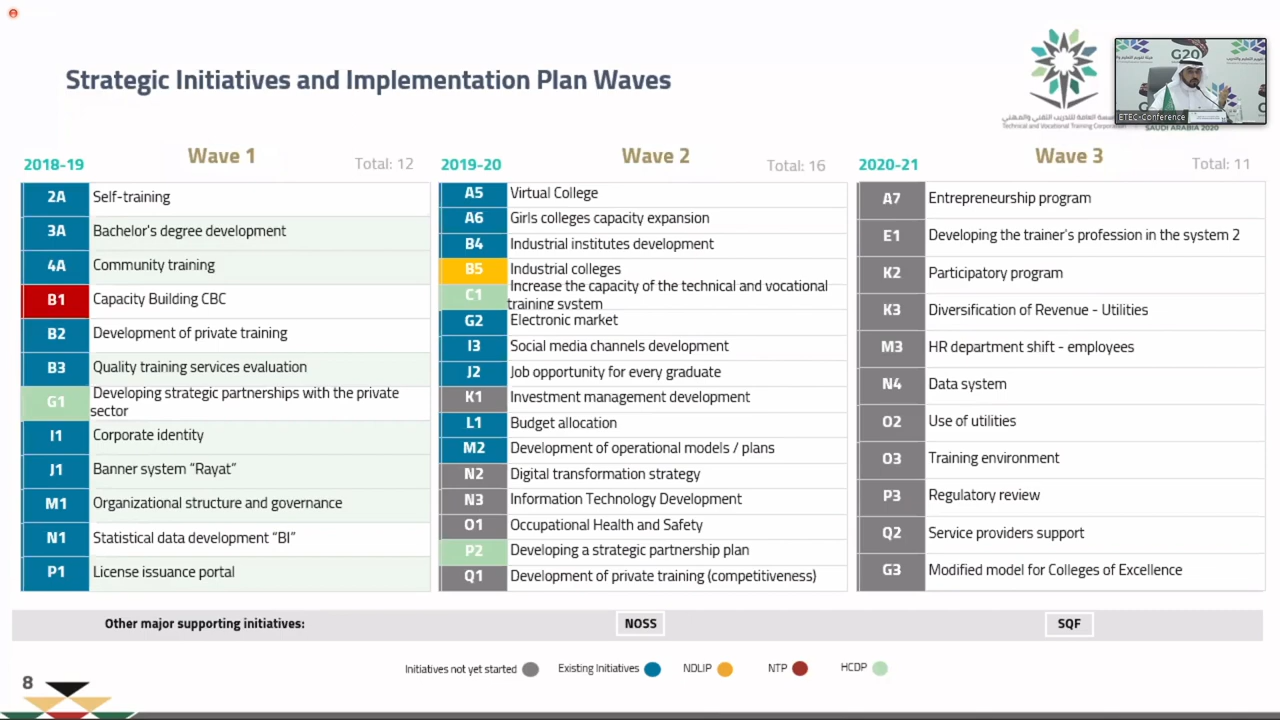 Strategic Initiatives and Implementation Plan Waves
G20
ETEC-Conference
المؤسسة العامة للتدريب التقني والمهني
Technical and Vocational Training Corporation
SAUDI ARABIA 2020
2018-19
Wave 1
Total: 12
2A Self-training
3A Bachelor's degree development
4A Community training
B1 Capacity Building CBC
B2 Development of private training
B3 Quality training services evaluation
G1 Developing strategic partnerships with the private
sector
I1 Corporate identity
J1 Banner system “Rayat”
M1 Organizational structure and governance
N1 Statistical data development “BI”
P1 License issuance portal
2019-20
Wave 2
Total: 16
A5 Virtual College
A6 Girls colleges capacity expansion
B4 Industrial institutes development
B5 Industrial colleges
C1 Increase the capacity of the technical and vocational
training system
G2 Electronic market
I3 Social media channels development
J2 Job opportunity for every graduate
K1 Investment management development
L1 Budget allocation
M2 Development of operational models / plans
N2 Digital transformation strategy
N3 Information Technology Development
O1 Occupational Health and Safety
P2 Developing a strategic partnership plan
Q1 Development of private training (competitiveness)
2020-21
Wave 3
Total: 11
A7 Entrepreneurship program
E1 Developing the trainer's profession in the system 2
K2 Participatory program
K3 Diversification of Revenue - Utilities
M3 HR department shift - employees
N4 Data system
O2 Use of utilities
O3 Training environment
P3 Regulatory review
Q2 Service providers support
G3 Modified model for Colleges of Excellence
Other major supporting initiatives:
NOSS
SQF
Initiatives not yet started
Existing Initiatives
NDLIP
NTP
HCDP
8